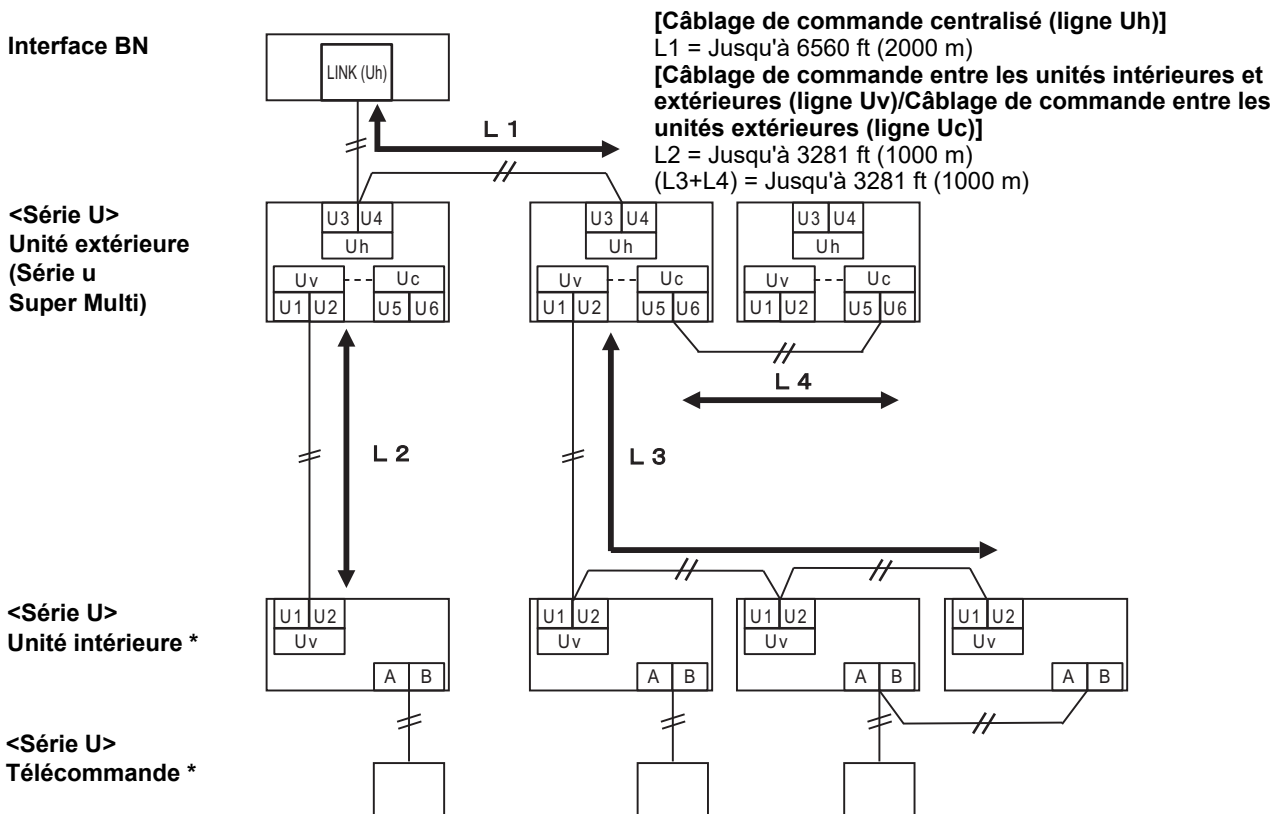 Interface BN
LINK (Uh)
[Câblage de commande centralisé (ligne Uh)]
L1 = Jusqu'à 6560 ft (2000 m)
[Câblage de commande entre les unités intérieures et
extérieures (ligne Uv)/Câblage de commande entre les
unités extérieures (ligne Uc)]
L2 = Jusqu'à 3281 ft (1000 m)
(L3+L4) = Jusqu'à 3281 ft (1000 m)
L 1
<Série U>
Unité extérieure
(Série u
Super Multi)
U3 U4 U3 U4 U3 U4
Uh Uh Uh
Uv Uc Uv Uc Uv Uc
U1 U2 U5 U6 U1 U2 U5 U6 U1 U2 U5 U6
L 4
L 2 L 3
<Série U>
Unité intérieure *
U1 U2 U1 U2 U1 U2 U1 U2
Uv Uv Uv Uv
A B A B A B A B
<Série U>
Télécommande *